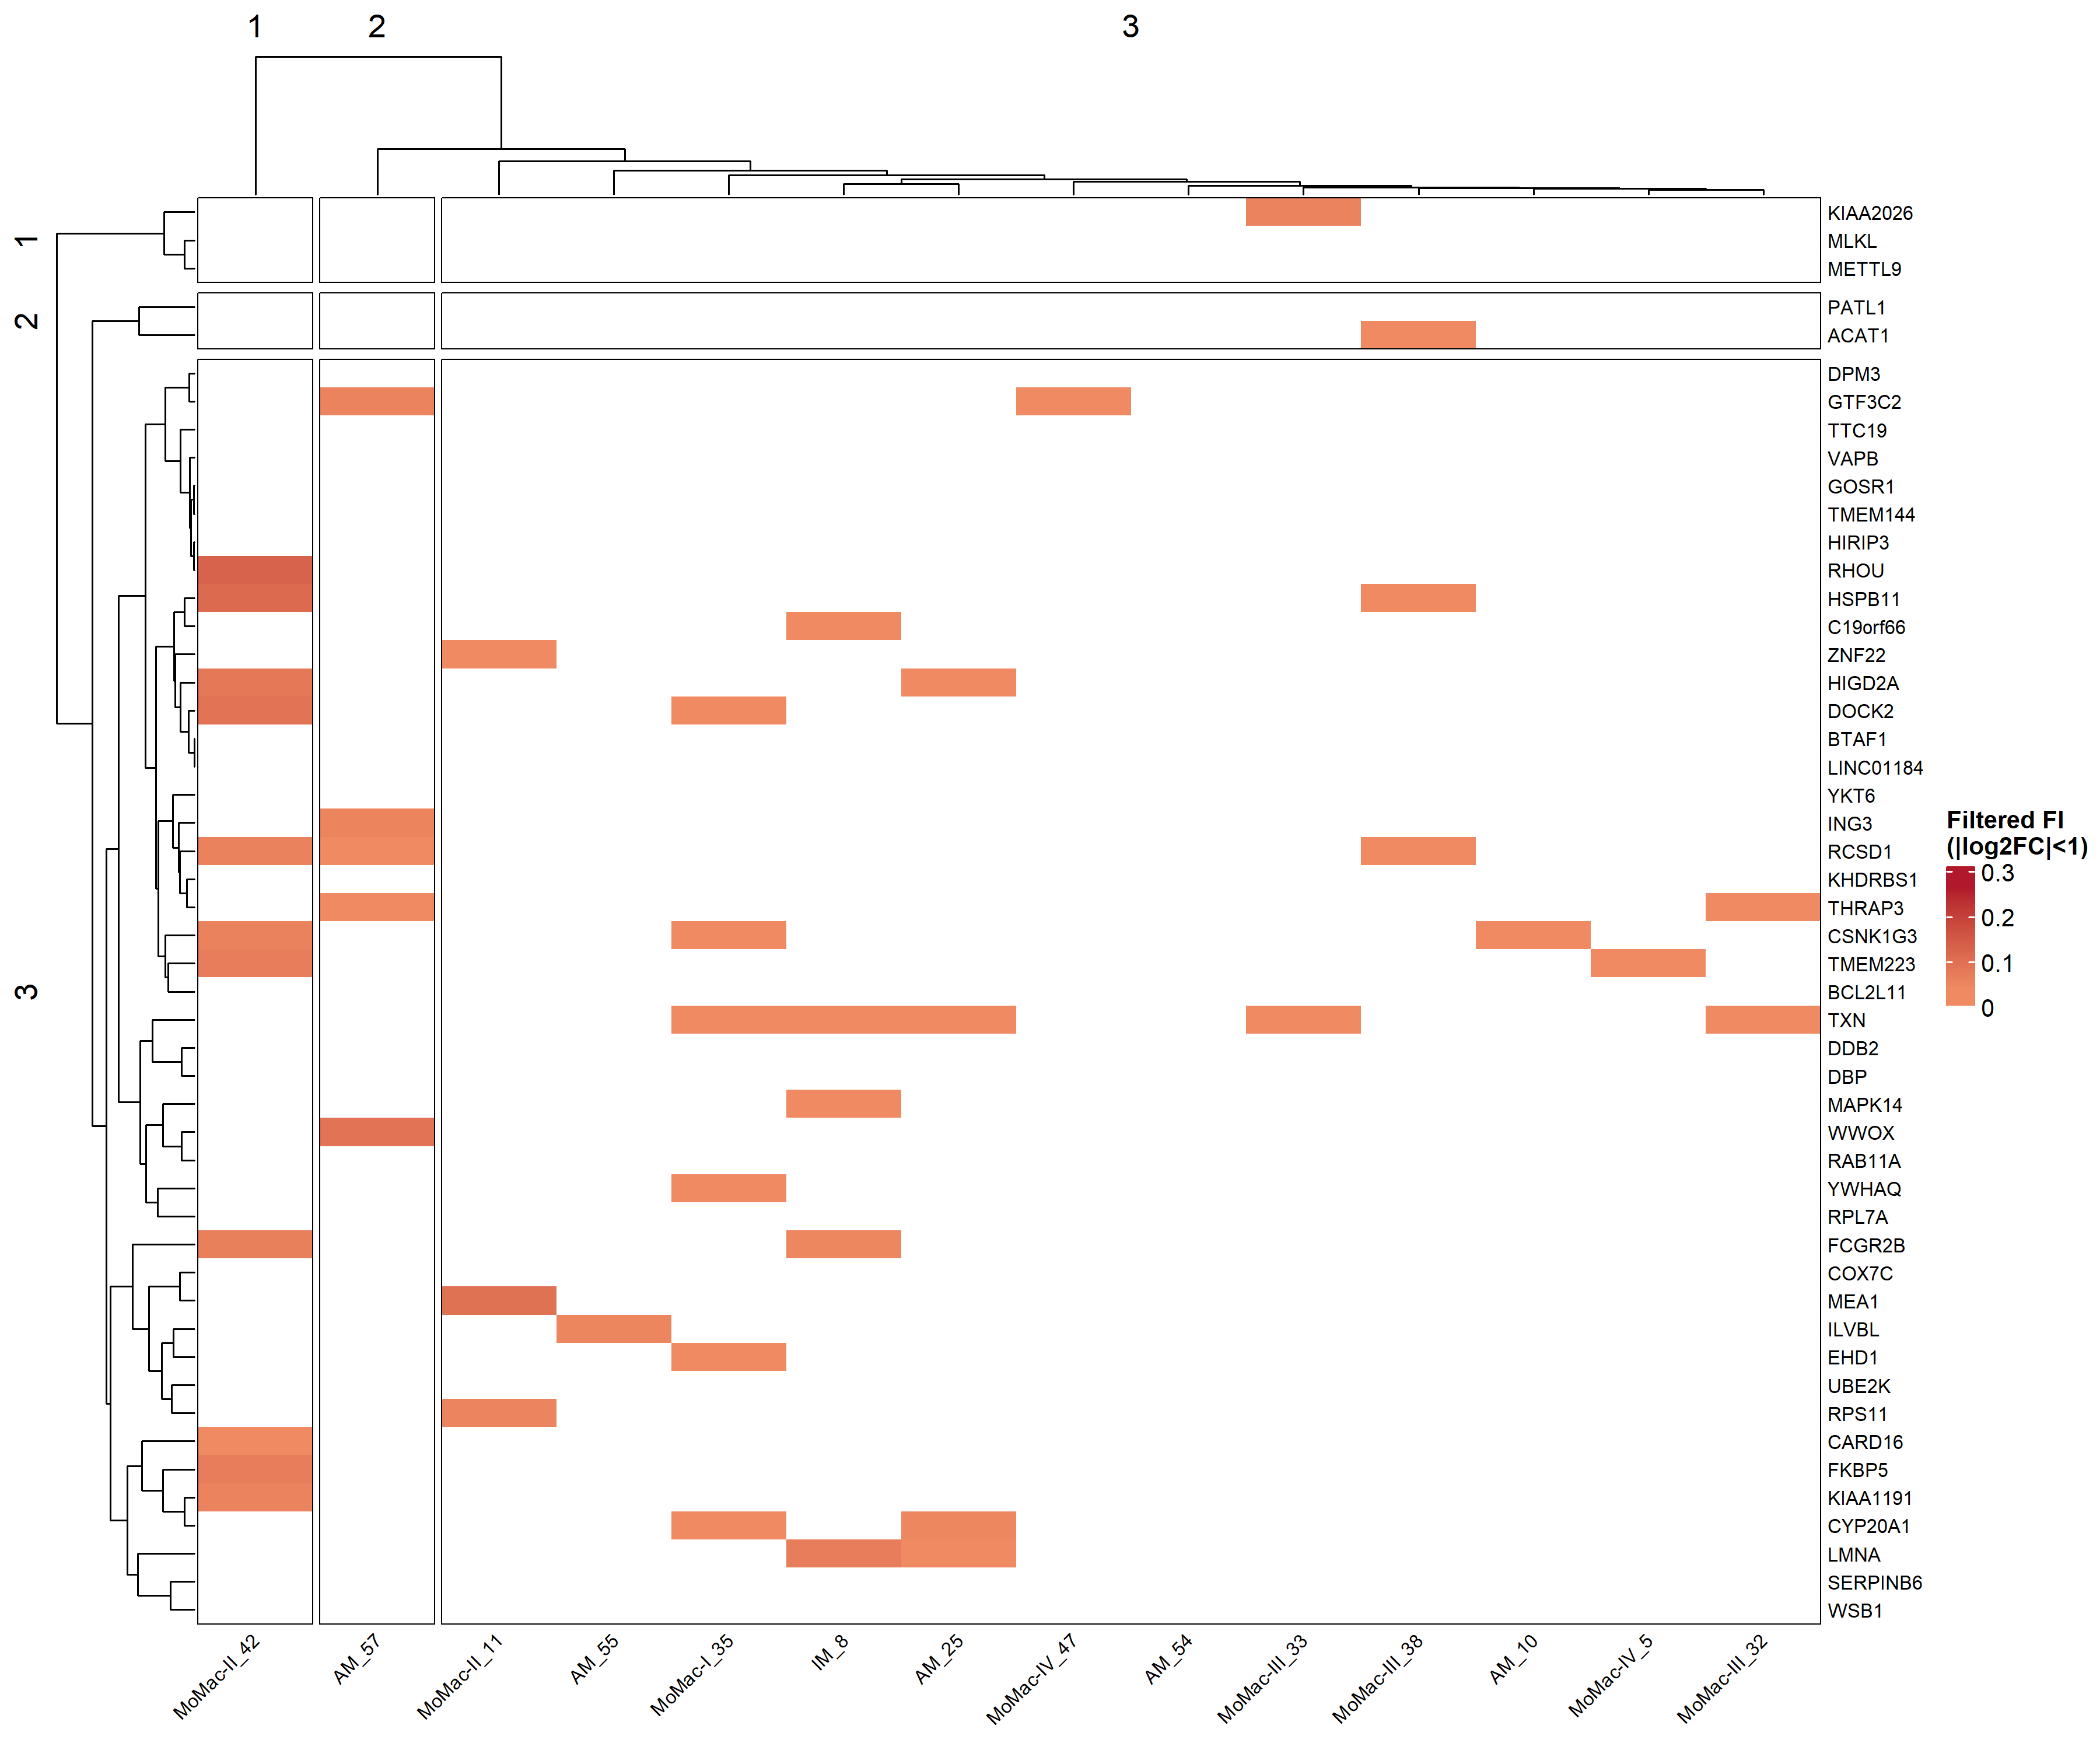 1 2 3
1
2
3
KIAA2026
MLKL
METTL9
PATL1
ACAT1
DPM3
GTF3C2
TTC19
VAPB
GOSR1
TMEM144
HIRIP3
RHOU
HSPB11
C19orf66
ZNF22
HIGD2A
DOCK2
BTAF1
LINC01184
YKT6
ING3
RCSD1
KHDRBS1
THRAP3
CSNK1G3
TMEM223
BCL2L11
TXN
DDB2
DBP
MAPK14
WWOX
RAB11A
YWHAQ
RPL7A
FCGR2B
COX7C
MEA1
ILVBL
EHD1
UBE2K
RPS11
CARD16
FKBP5
KIAA1191
CYP20A1
LMNA
SERPINB6
WSB1
Filtered FI
(|log2FC|<1)
0.3
0.2
0.1
0
MoMac-II_42
AM_57
MoMac-II_11
AM_55
MoMac-I_35
IM_8
AM_25
MoMac-IV_47
AM_54
MoMac-III_33
MoMac-III_38
AM_10
MoMac-IV_5
MoMac-III_32